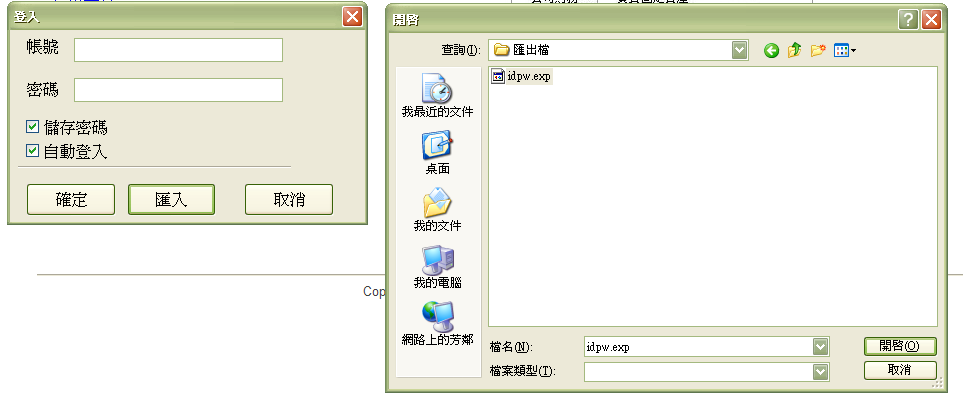 登入
帳號
密碼
儲存密碼
自動登入
確定
匯入
取消
Cop
開啓
查詢(I):
匯出檔
idpw.exp
我最近的文件
桌面
我的文件
我的電腦
網路上的芳鄰
檔名(N):
idpw.exp
開啓(O)
檔案類型(T):
取消